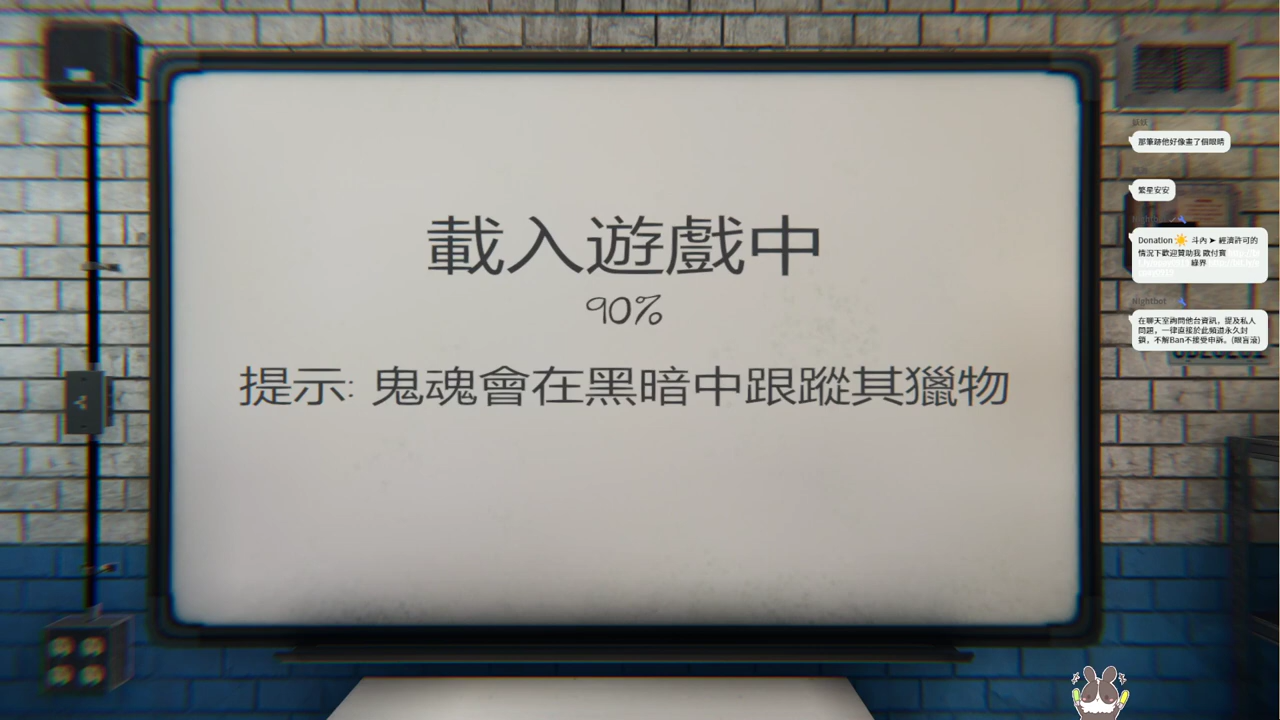 載入遊戲中
90%
提示: 鬼魂會在黑暗中跟蹤其獵物
那筆跡他好像畫了個眼睛
繁星安安
Donation ☀️ 斗內 ➤ 經濟許可的
情況下歡迎贊助我 歐付寶
綠界
Nightbot
在聊天室詢問他台資訊，提及私人
問題，一律直接於此頻道永久封
鎖，不解Ban不接受申訴。(眼盲澡)